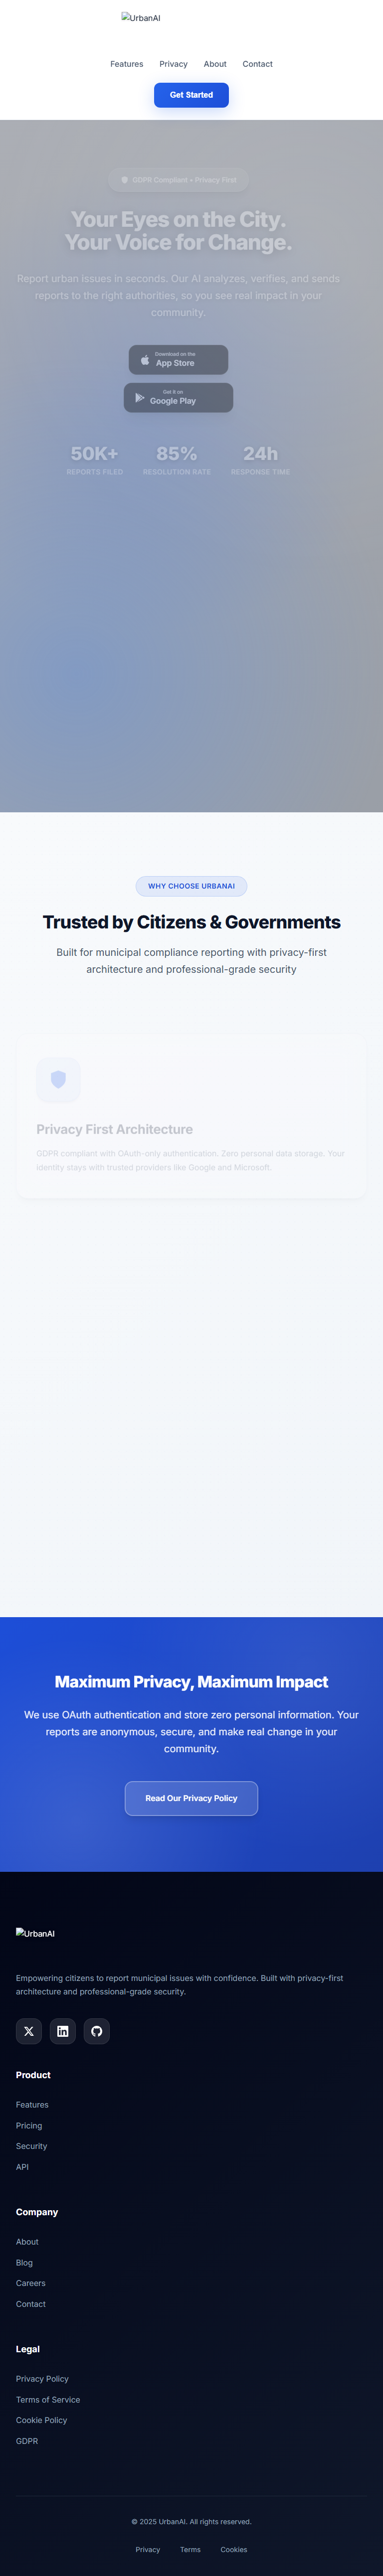 UrbanAI
Features Privacy About Contact
Get Started
GDPR Compliant • Privacy First
Your Eyes on the City.
Your Voice for Change.
Report urban issues in seconds. Our AI analyzes, verifies, and sends
reports to the right authorities, so you see real impact in your
community.
Download on the
App Store
Get it on
Google Play
50K+ 85% 24h
REPORTS FILED RESOLUTION RATE RESPONSE TIME
WHY CHOOSE URBANAI
Trusted by Citizens & Governments
Built for municipal compliance reporting with privacy-first
architecture and professional-grade security
Privacy First Architecture
GDPR compliant with OAuth-only authentication. Zero personal data storage. Your
identity stays with trusted providers like Google and Microsoft.
Maximum Privacy, Maximum Impact
We use OAuth authentication and store zero personal information. Your
reports are anonymous, secure, and make real change in your
community.
Read Our Privacy Policy
UrbanAI
Empowering citizens to report municipal issues with confidence. Built with privacy-first
architecture and professional-grade security.
Product
Features
Pricing
Security
API
Company
About
Blog
Careers
Contact
Legal
Privacy Policy
Terms of Service
Cookie Policy
GDPR
© 2025 UrbanAI. All rights reserved.
Privacy Terms Cookies